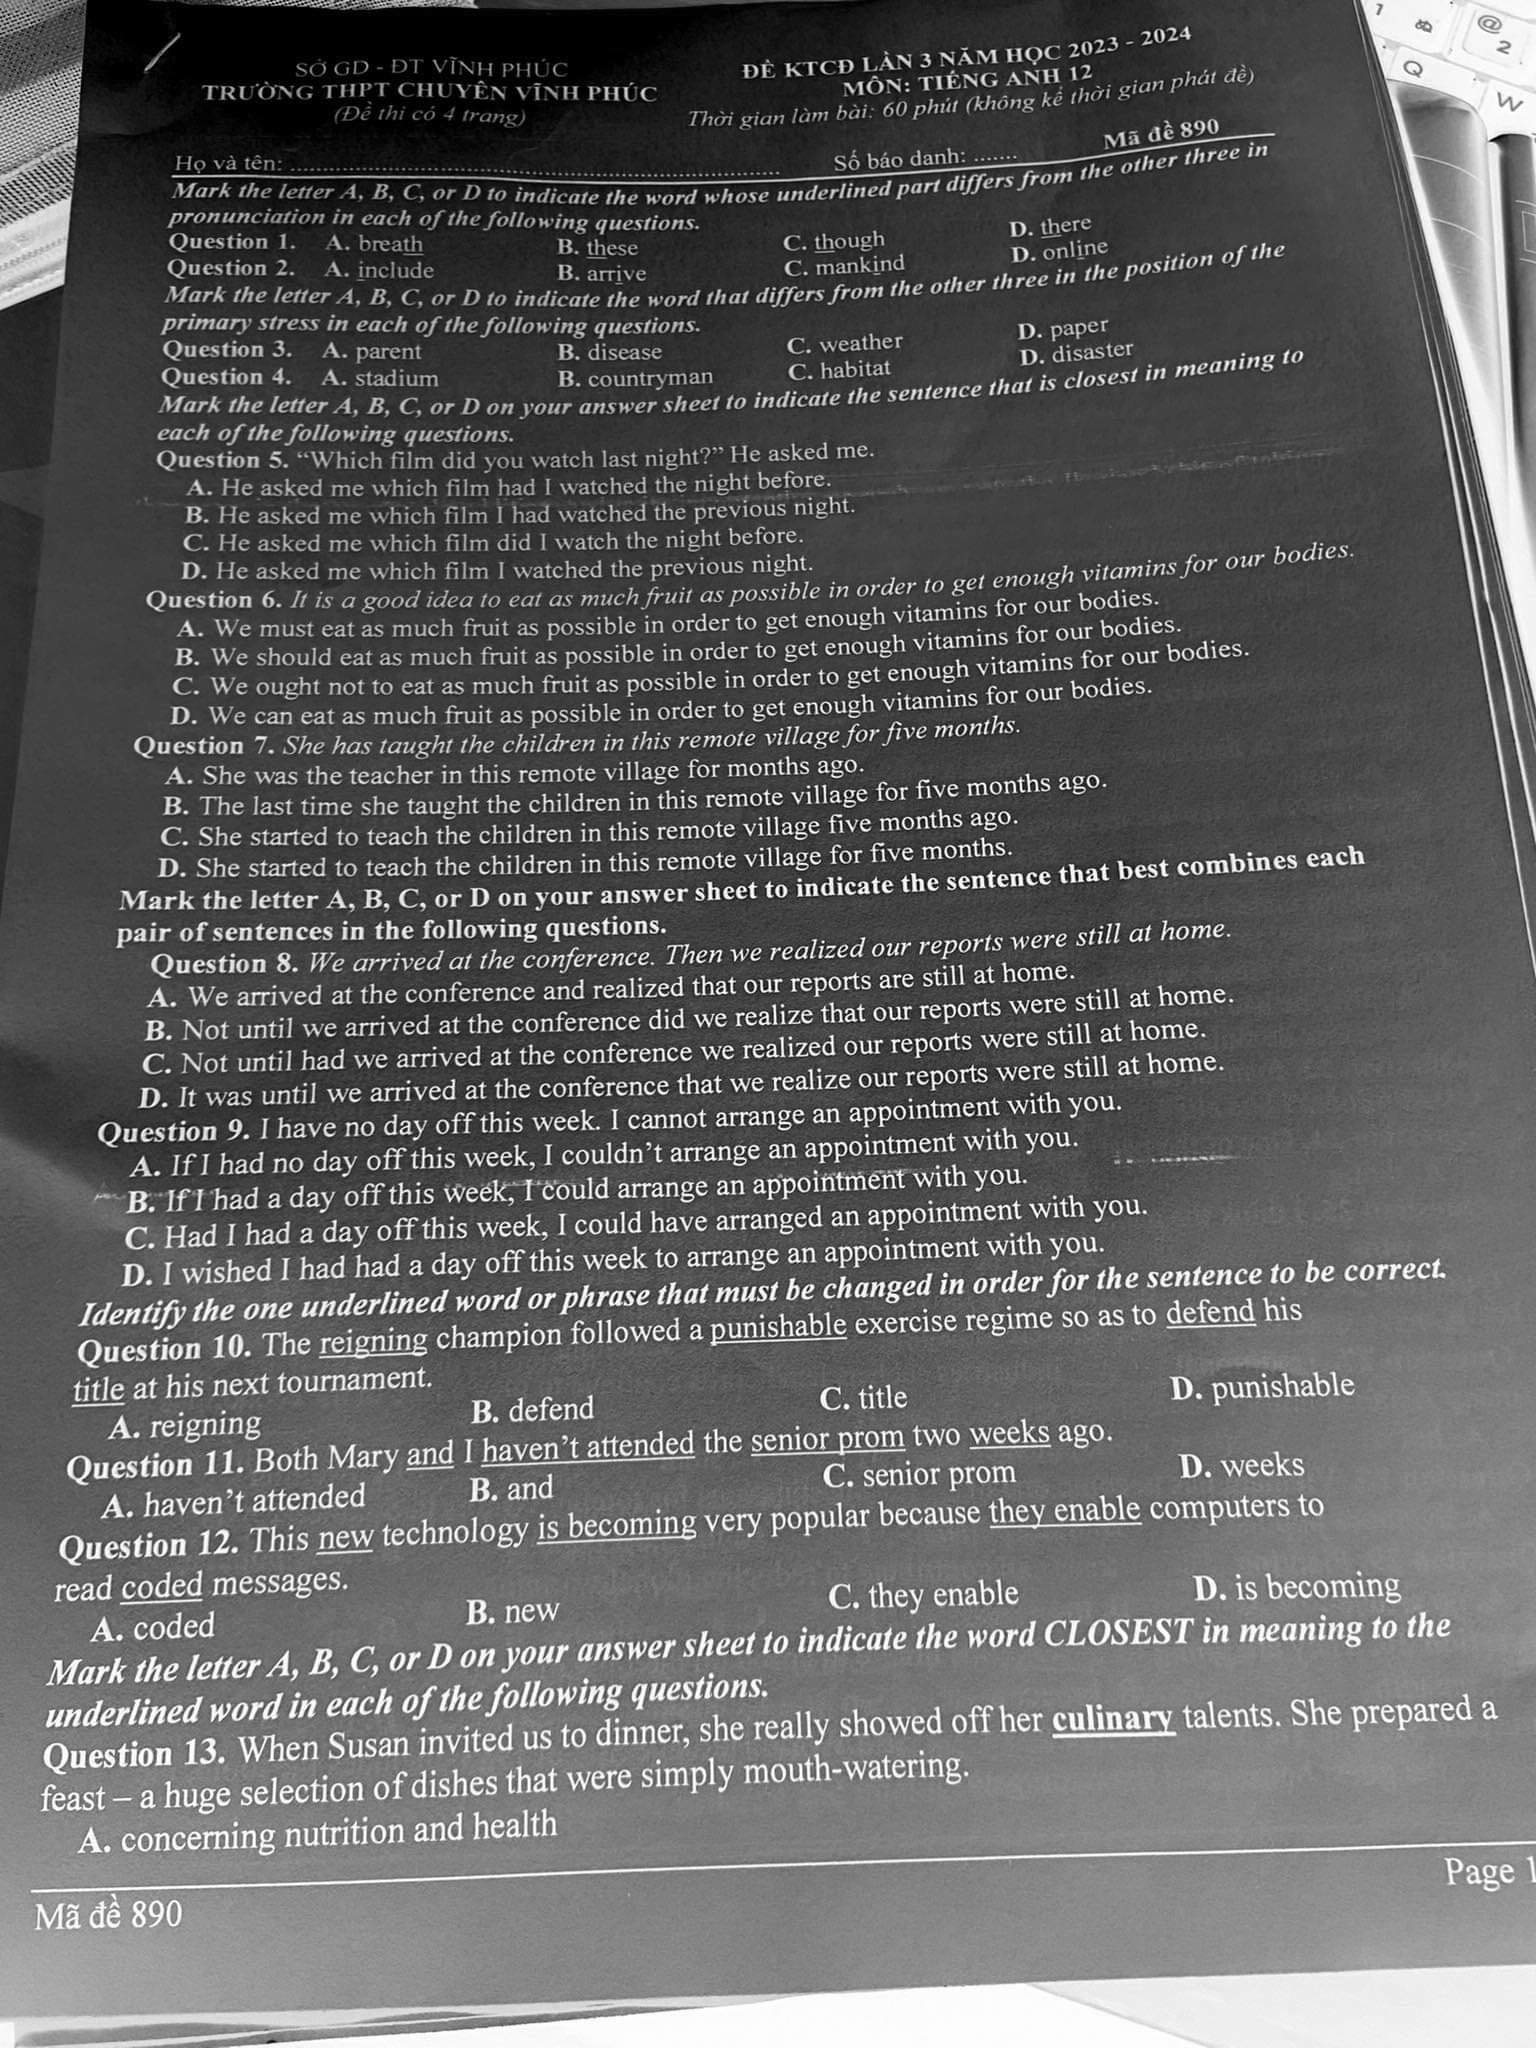 SỞ GD - ĐT VĨNH PHÚC
TRƯỜNG THPT CHUYÊN VĨNH PHÚC
(Đề thi có 4 trang)
ĐỀ KTCĐ LẦN 3 NĂM HỌC 2023 - 2024
MÔN: TIẾNG ANH 12
Thời gian làm bài: 60 phút (không kể thời gian phát đề)
Họ và tên: ........ Số báo danh: ....... Mã đề 890
Mark the letter A, B, C, or D to indicate the word whose underlined part differs from the other three in
pronunciation in each of the following questions.
Question 1. A. breath B. these C. though D. there
Question 2. A. include B. arrive C. mankind D. online
Mark the letter A, B, C, or D to indicate the word that differs from the other three in the position of the
primary stress in each of the following questions.
Question 3. A. parent B. disease C. weather D. paper
Question 4. A. stadium B. countryman C. habitat D. disaster
Mark the letter A, B, C, or D on your answer sheet to indicate the sentence that is closest in meaning to
each of the following questions.
Question 5. “Which film did you watch last night?” He asked me.
A. He asked me which film had I watched the night before.
B. He asked me which film I had watched the previous night.
C. He asked me which film did I watch the night before.
D. He asked me which film I watched the previous night.
Question 6. It is a good idea to eat as much fruit as possible in order to get enough vitamins for our bodies.
A. We must eat as much fruit as possible in order to get enough vitamins for our bodies.
B. We should eat as much fruit as possible in order to get enough vitamins for our bodies.
C. We ought not to eat as much fruit as possible in order to get enough vitamins for our bodies.
D. We can eat as much fruit as possible in order to get enough vitamins for our bodies.
Question 7. She has taught the children in this remote village for five months.
A. She was the teacher in this remote village for months ago.
B. The last time she taught the children in this remote village for five months ago.
C. She started to teach the children in this remote village five months ago.
D. She started to teach the children in this remote village for five months.
Mark the letter A, B, C, or D on your answer sheet to indicate the sentence that best combines each
pair of sentences in the following questions.
Question 8. We arrived at the conference. Then we realized our reports were still at home.
A. We arrived at the conference and realized that our reports are still at home.
B. Not until we arrived at the conference did we realize that our reports were still at home.
C. Not until had we arrived at the conference we realized our reports were still at home.
D. It was until we arrived at the conference that we realize our reports were still at home.
Question 9. I have no day off this week. I cannot arrange an appointment with you.
A. If I had no day off this week, I couldn’t arrange an appointment with you.
B. If I had a day off this week, I could arrange an appointment with you.
C. Had I had a day off this week, I could have arranged an appointment with you.
D. I wished I had had a day off this week to arrange an appointment with you.
Identify the one underlined word or phrase that must be changed in order for the sentence to be correct.
Question 10. The reigning champion followed a punishable exercise regime so as to defend his
title at his next tournament.
A. reigning B. defend C. title D. punishable
Question 11. Both Mary and I haven’t attended the senior prom two weeks ago.
A. haven’t attended B. and C. senior prom D. weeks
Question 12. This new technology is becoming very popular because they enable computers to
read coded messages.
A. coded B. new C. they enable D. is becoming
Mark the letter A, B, C, or D on your answer sheet to indicate the word CLOSEST in meaning to the
underlined word in each of the following questions.
Question 13. When Susan invited us to dinner, she really showed off her culinary talents. She prepared a
feast – a huge selection of dishes that were simply mouth-watering.
A. concerning nutrition and health
Mã đề 890
Page 1